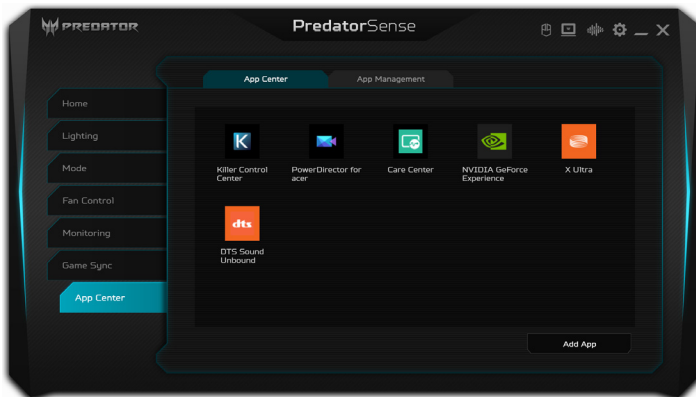 PREDATOR
PredatorSense
App Center
App Management
Home
Lighting
Mode
Fan Control
Monitoring
Game Sync
App Center
K
Killer Control
Center
PowerDirector for
acer
Care Center
NVIDIA GeForce
Experience
X Ultra
dts
DTS Sound
Unbound
Add App